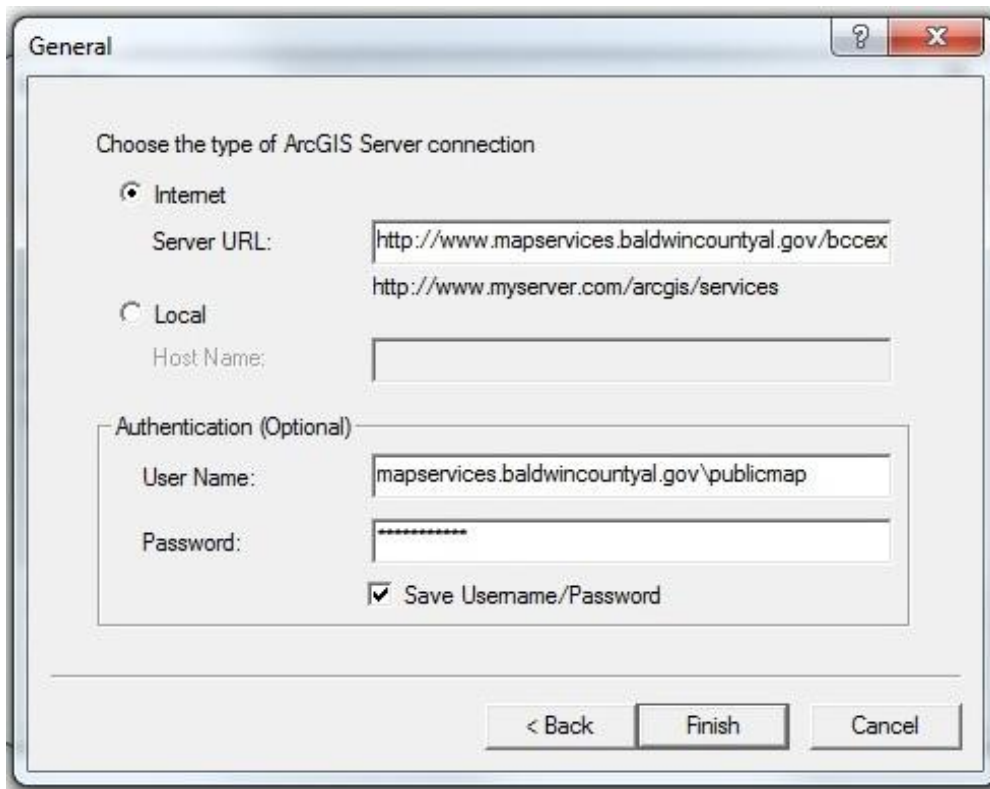 General
Choose the type of ArcGIS Server connection
Internet
Server URL: http://www.mapservices.baldwincountyal.gov/bccex
http://www.myserver.com/arcgis/services
Local
Host Name:
Authentication (Optional)
User Name: mapservices.baldwincountyal.gov\publicmap
Password: ***********
Save Username/Password
< Back Finish Cancel